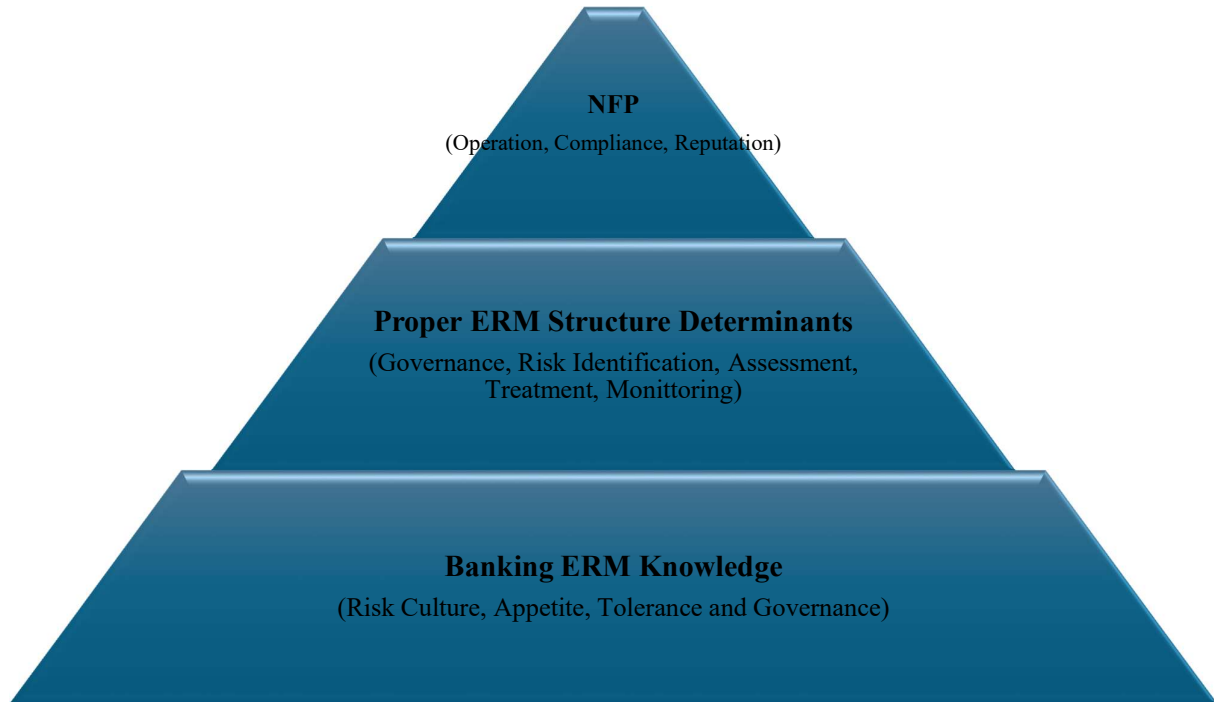 NFP
(Operation, Compliance, Reputation)
Proper ERM Structure Determinants
(Governance, Risk Identification, Assessment,
Treatment, Monittoring)
Banking ERM Knowledge
(Risk Culture, Appetite, Tolerance and Governance)